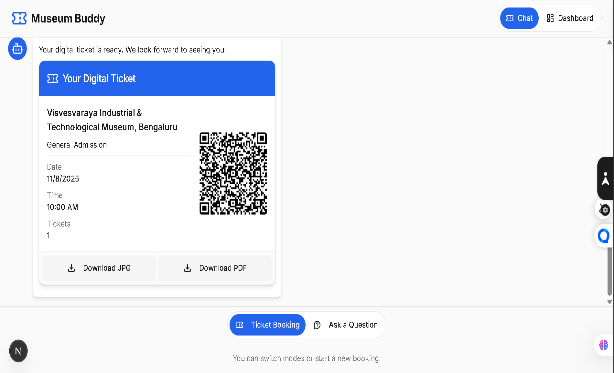 Museum Buddy
Chat
Dashboard
Your digital ticket is ready. We look forward to seeing you!
Your Digital Ticket
Visvesvaraya Industrial &
Technological Museum, Bengaluru
General Admission
Date
11/8/2025
Time
10:00 AM
Tickets
1
Download JPG
Download PDF
Ticket Booking
Ask a Question
N
You can switch modes or start a new booking.